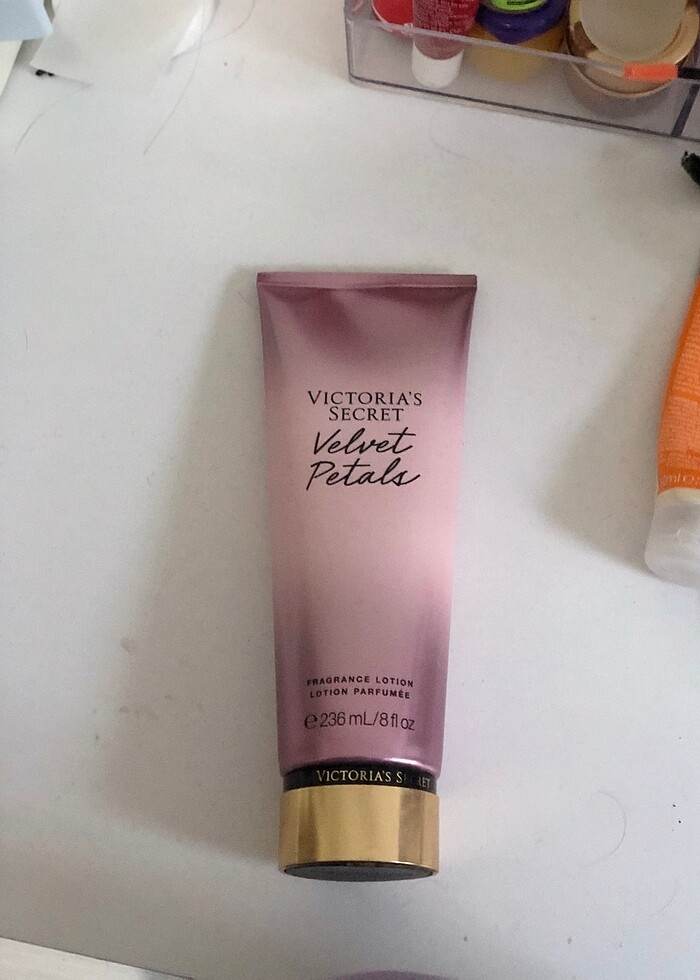 VICTORIA'S
SECRET
Velvet
Petals
FRAGRANCE LOTION
LOTION PARFUMÉE
℮ 236 mL/8 fl oz
VICTORIA'S SECRET